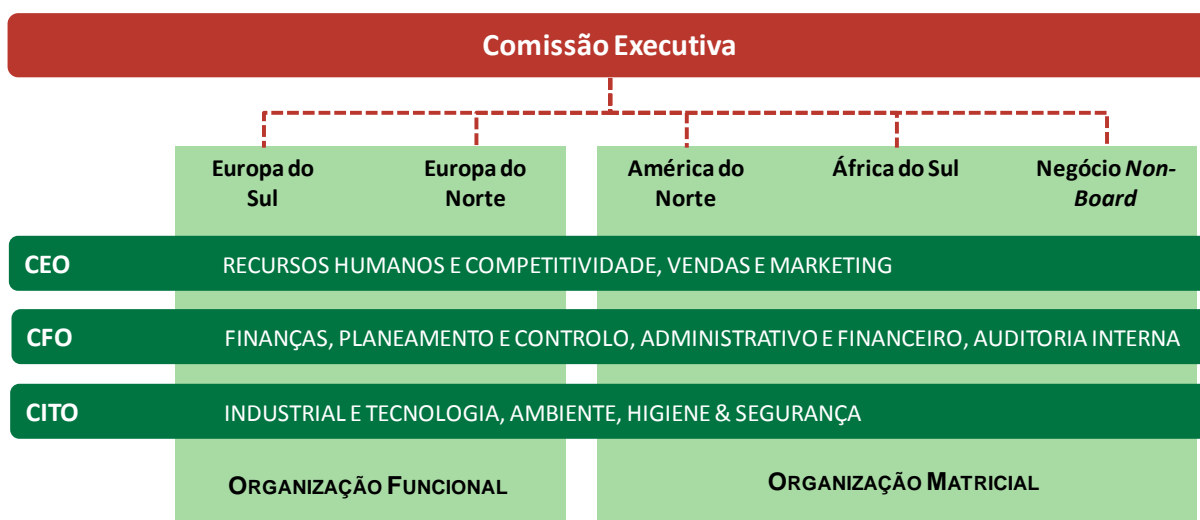 Comissão Executiva
Europa do
Sul
Europa do
Norte
América do
Norte
África do Sul
Negócio Non-
Board
CEO
RECURSOS HUMANOS E COMPETITIVIDADE, VENDAS E MARKETING
CFO
FINANÇAS, PLANEAMENTO E CONTROLO, ADMINISTRATIVO E FINANCEIRO, AUDITORIA INTERNA
CITO
INDUSTRIAL E TECNOLOGIA, AMBIENTE, HIGIENE & SEGURANÇA
ORGANIZAÇÃO FUNCIONAL
ORGANIZAÇÃO MATRICIAL